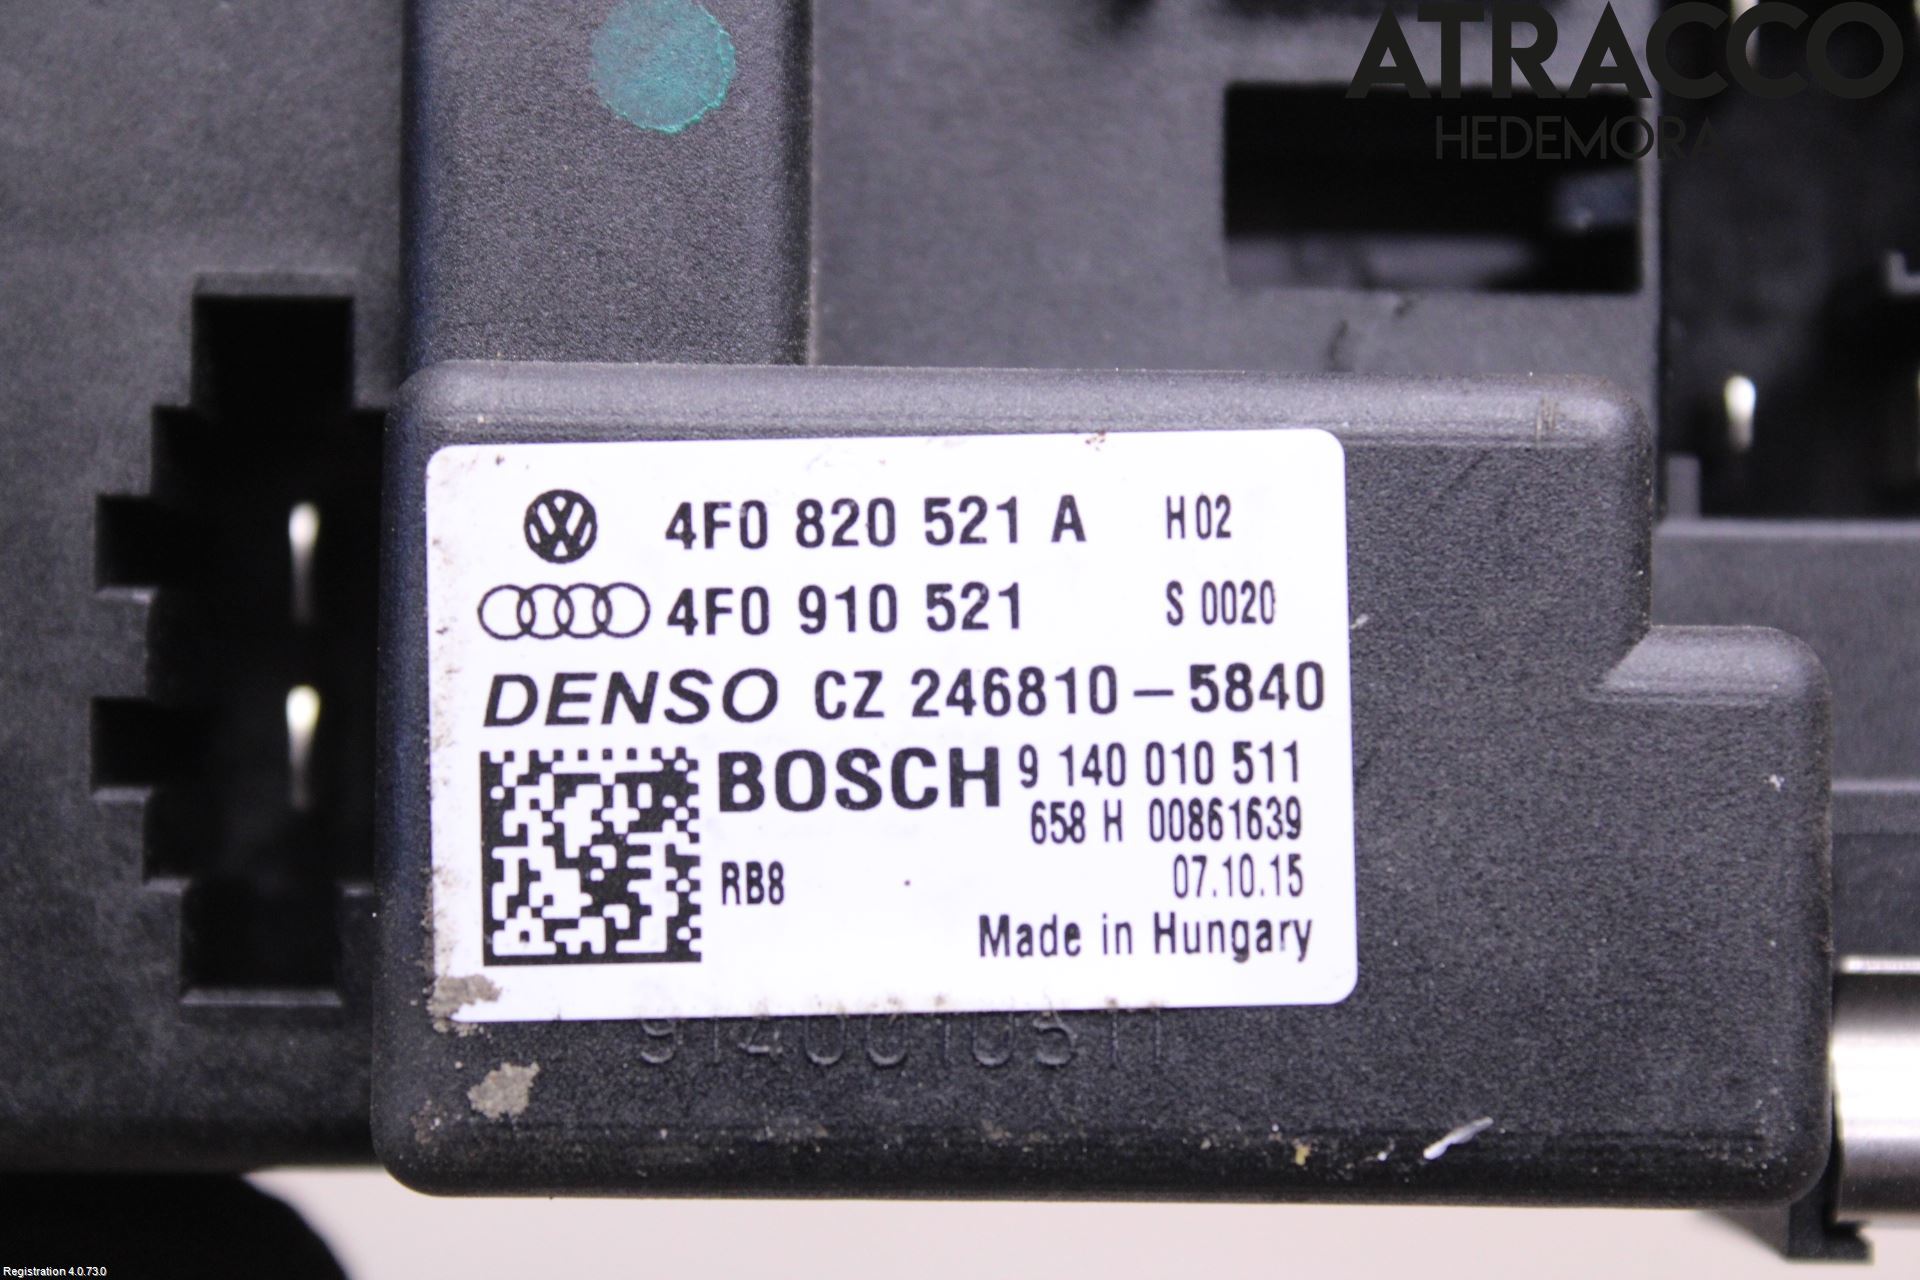 ATRACCO
HEDEMORA
4F0 820 521 A H02
4F0 910 521 S 0020
DENSO CZ 246810-5840
BOSCH 9 140 010 511
658 H 00861639
RB8 07.10.15
Made in Hungary
9140010511
Registration 4.0.73.0